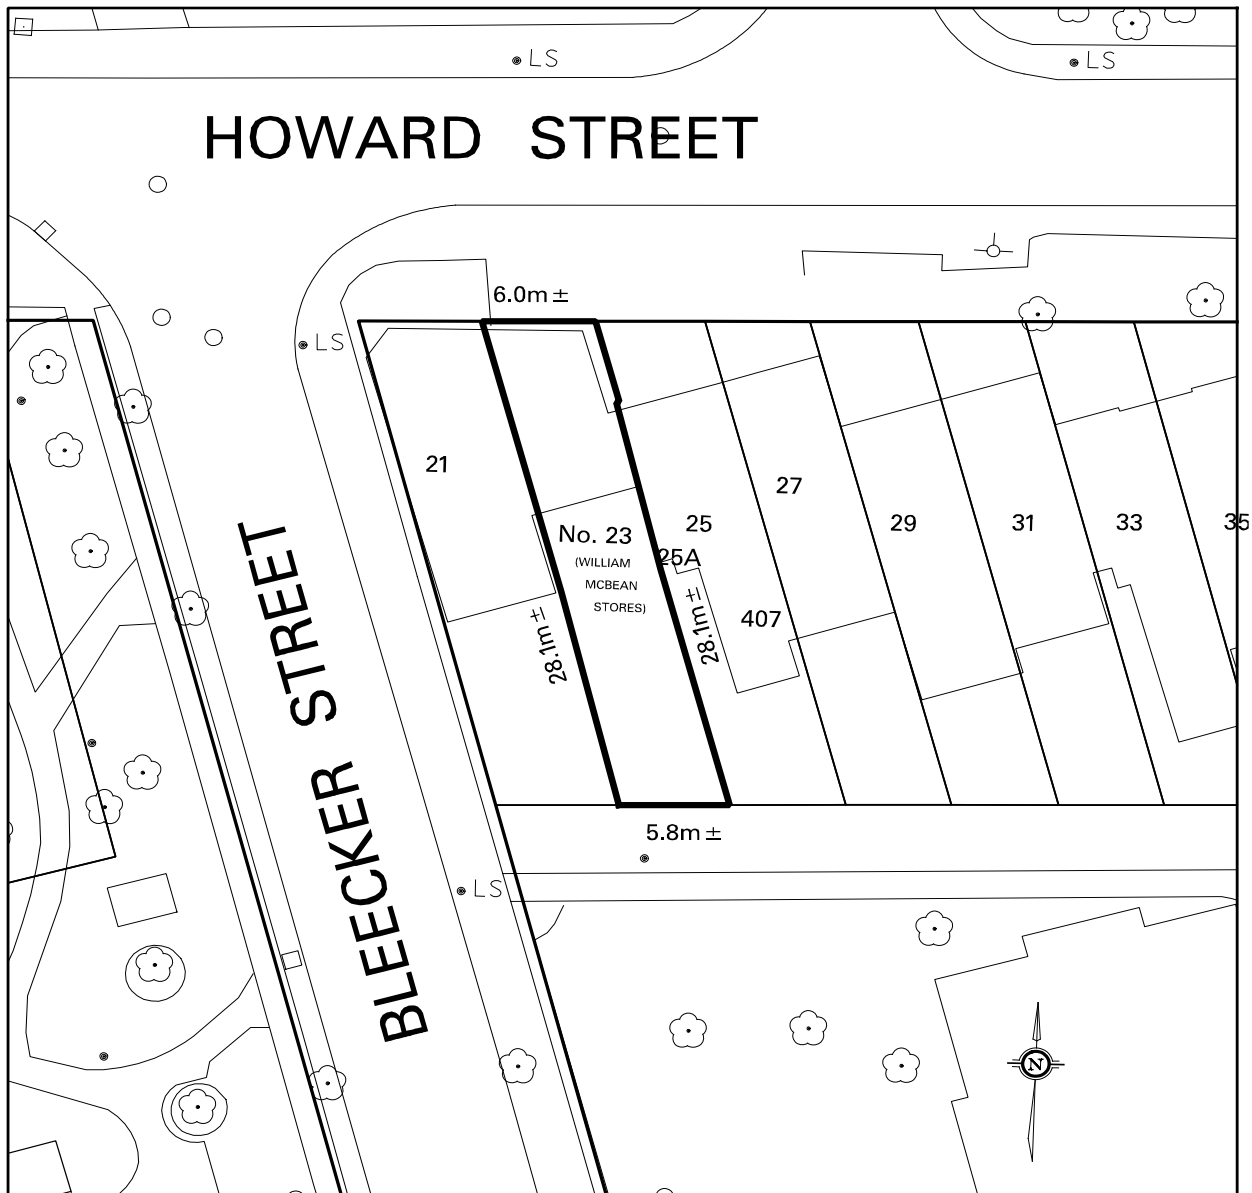 LS
LS
HOWARD STREET
6.0m ±
LS
21
27
25
29
31
33
35
No. 23
(WILLIAM
MCBEAN
STORES)
25A
407
28.1m ±
28.1m ±
BLEECKER STREET
5.8m ±
LS
N